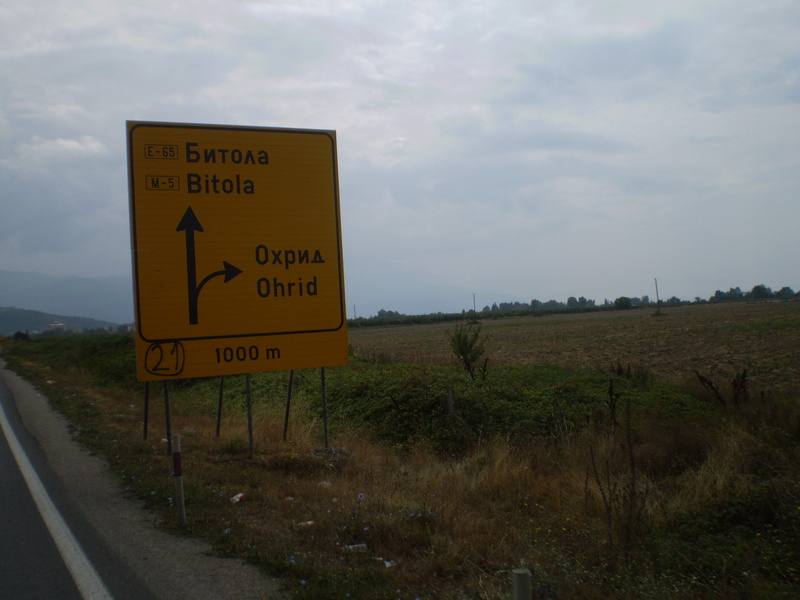 E-65 Битола
M-5 Bitola
Охрид
Ohrid
21 1000 m